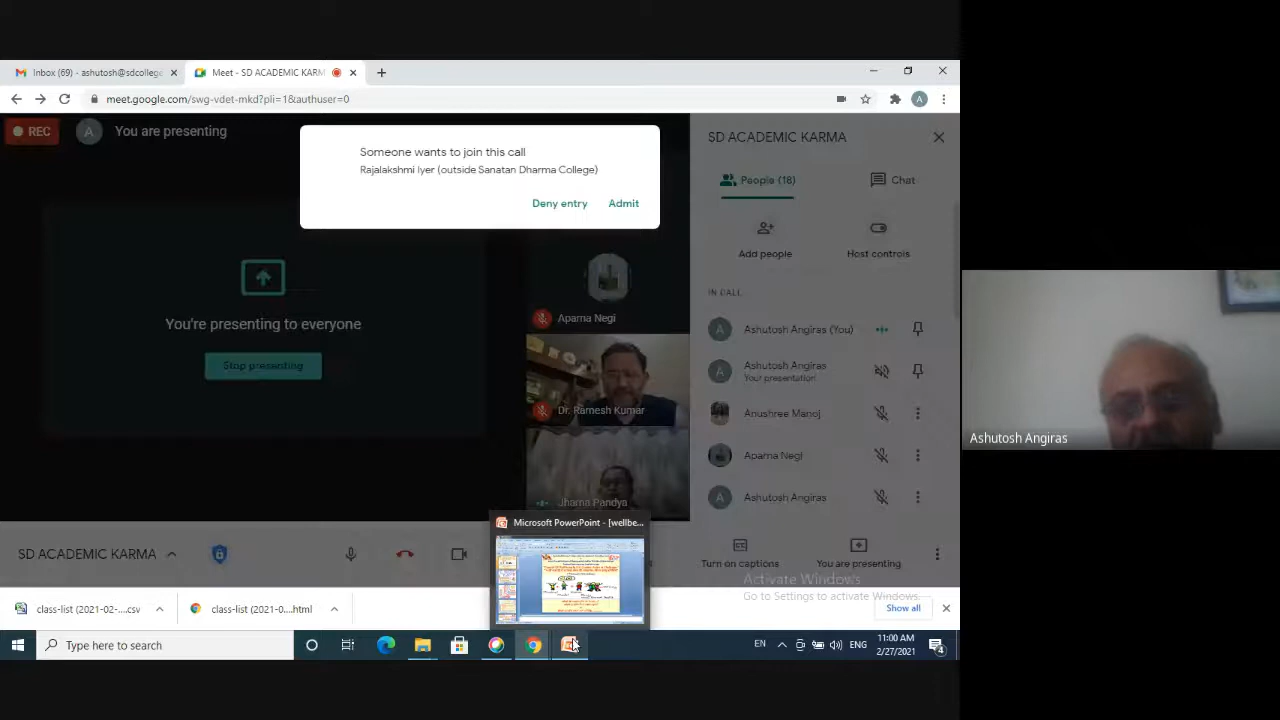 Inbox (69) - ashutosh@sdcollege
Meet - SD ACADEMIC KARMA
meet.google.com/swg-vdet-mkd?pli=1&authuser=0
REC
A
You are presenting
Someone wants to join this call
Rajalakshmi Iyer (outside Sanatan Dharma College)
Deny entry
Admit
SD ACADEMIC KARMA
People (18)
Chat
Add people
Host controls
IN CALL
You're presenting to everyone
Stop presenting
Aparna Negi
Dr. Ramesh Kumar
Jharna Pandya
A
Ashutosh Angiras (You)
A
Ashutosh Angiras
Your presentation
Anushree Manoj
Aparna Negi
A
Ashutosh Angiras
Ashutosh Angiras
Microsoft PowerPoint - [wellbe...
SD ACADEMIC KARMA
Turn on captions
You are presenting
Activate Windows
Go to Settings to activate Windows.
class-list (2021-02-....csv
class-list (2021-0....html
Show all
Type here to search
EN
ENG
11:00 AM
2/27/2021
4